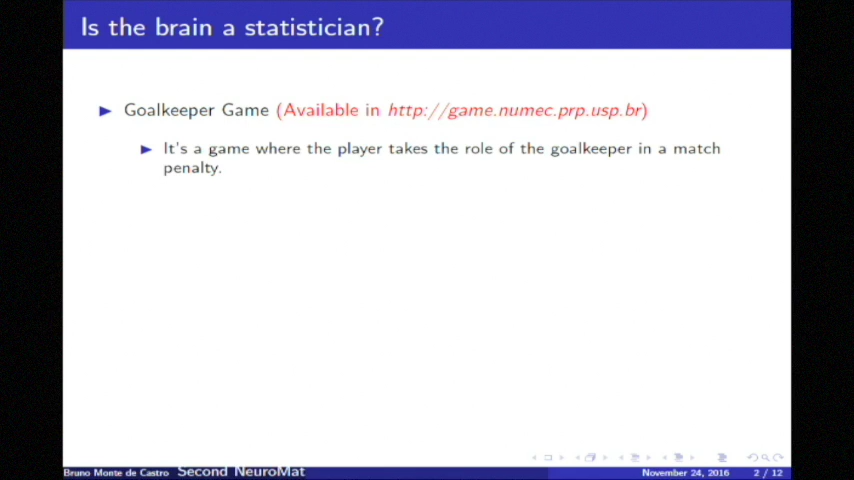 Is the brain a statistician?
Goalkeeper Game (Available in http://game.numec.prp.usp.br)
It's a game where the player takes the role of the goalkeeper in a match
penalty.
Bruno Monte de Castro Second NeuroMat November 24, 2016 2 / 12